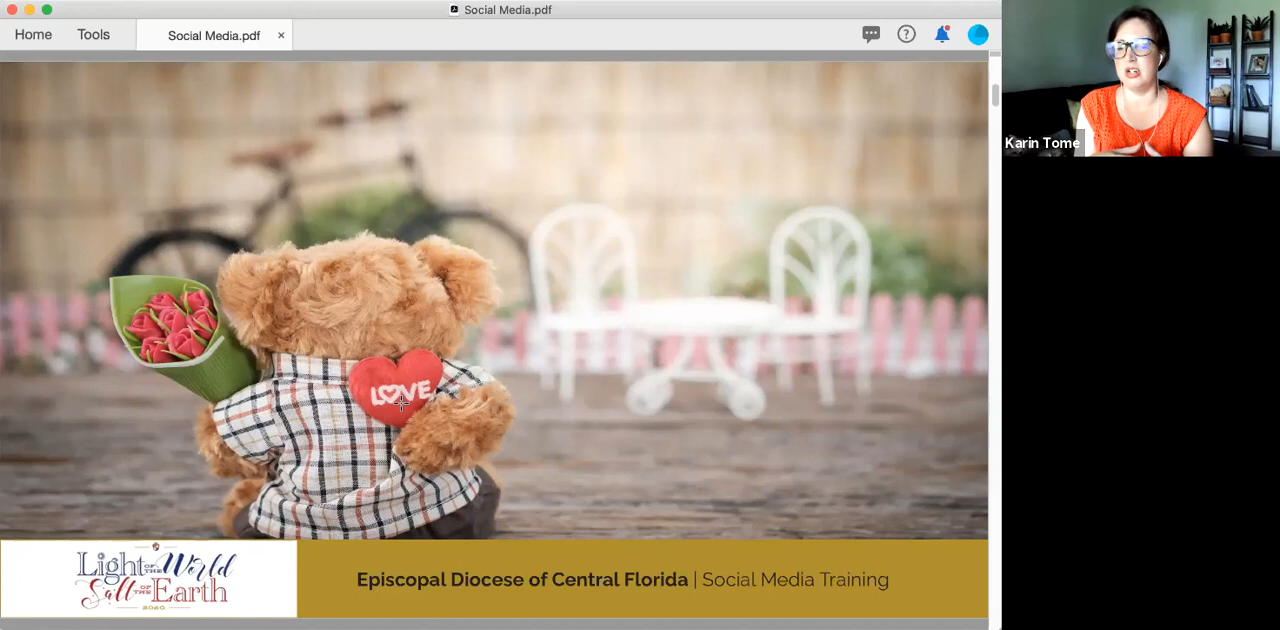 Social Media.pdf
Home
Tools
Social Media.pdf
×
?
Karin Tome
LOVE
Light OF THE World
Salt OF THE Earth
2020
Episcopal Diocese of Central Florida | Social Media Training